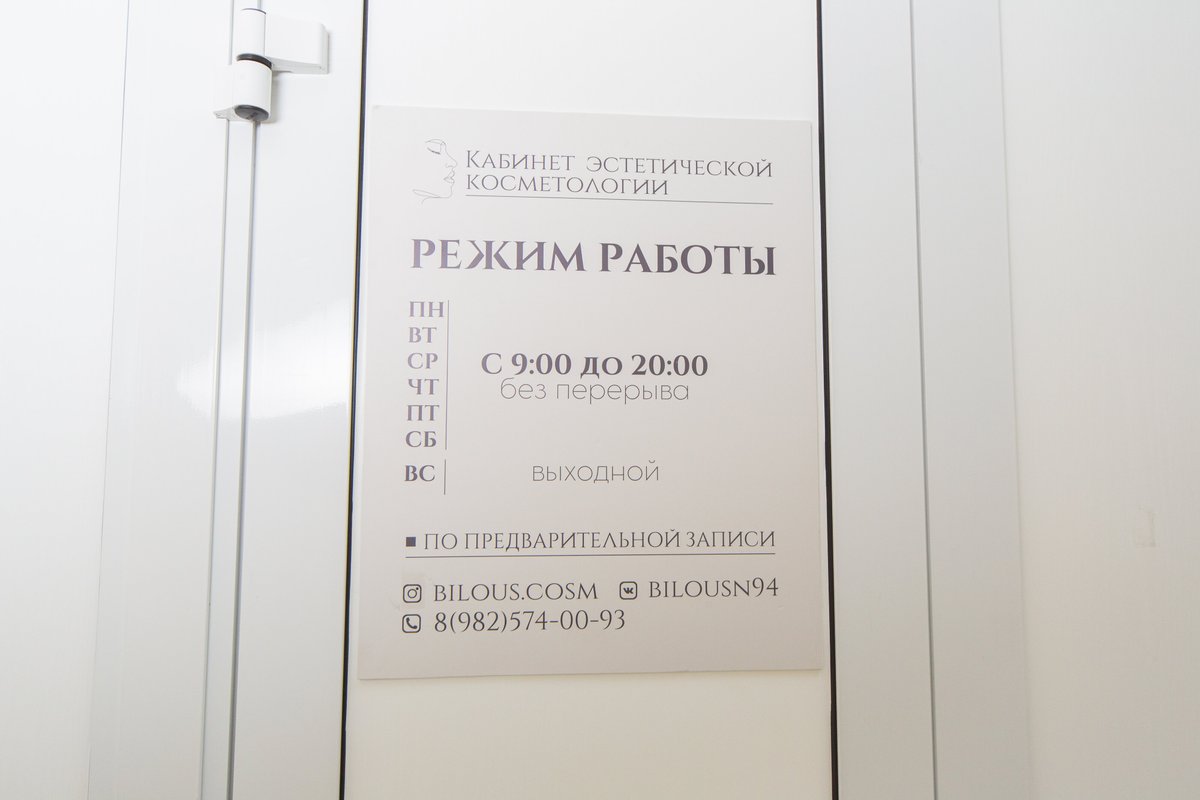 Кабинет эстетической
косметологии
РЕЖИМ РАБОТЫ
ПН
ВТ
СР
ЧТ
ПТ
СБ
С 9:00 до 20:00
без перерыва
ВС
выходной
ПО ПРЕДВАРИТЕЛЬНОЙ ЗАПИСИ
BILOUS.COSM BILOUSN94
8(982)574-00-93